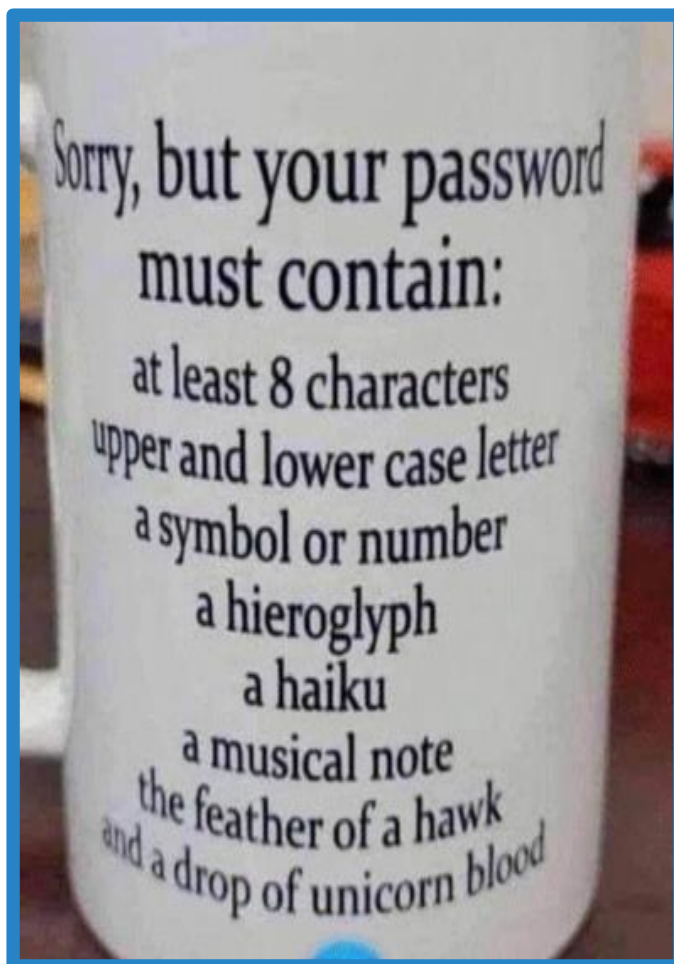 Sorry, but your password
must contain:
at least 8 characters
upper and lower case letter
a symbol or number
a hieroglyph
a haiku
a musical note
the feather of a hawk
and a drop of unicorn blood